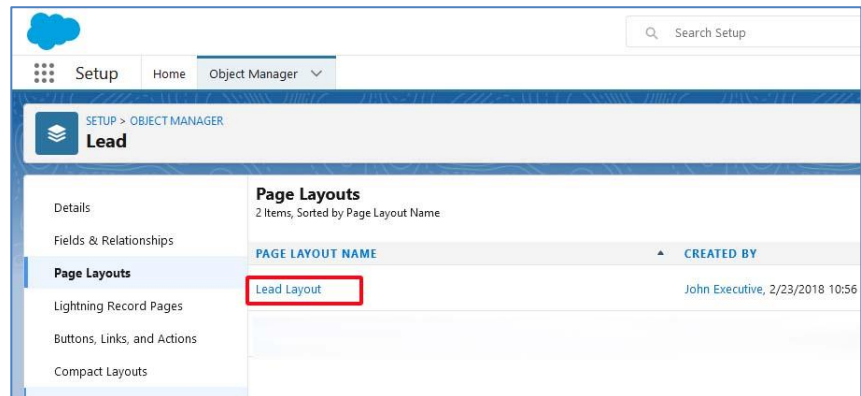 Search Setup
Setup Home Object Manager
SETUP > OBJECT MANAGER
Lead
Details
Fields & Relationships
Page Layouts
Lightning Record Pages
Buttons, Links, and Actions
Compact Layouts
Page Layouts
2 Items, Sorted by Page Layout Name
PAGE LAYOUT NAME CREATED BY
Lead Layout John Executive, 2/23/2018 10:56